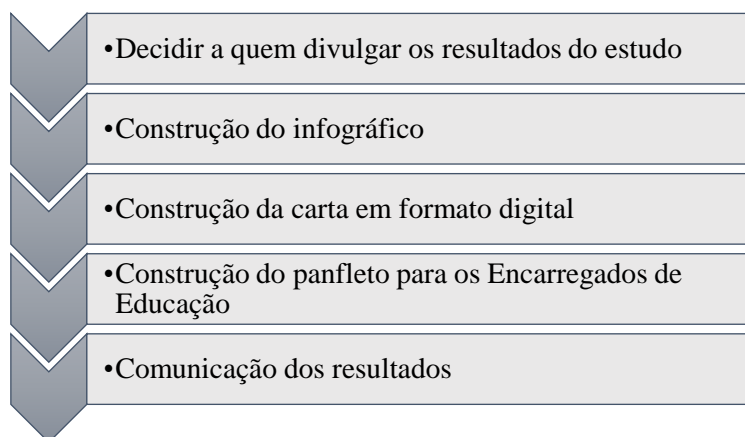 •Decidir a quem divulgar os resultados do estudo
•Construção do infográfico
•Construção da carta em formato digital
•Construção do panfleto para os Encarregados de
Educação
•Comunicação dos resultados